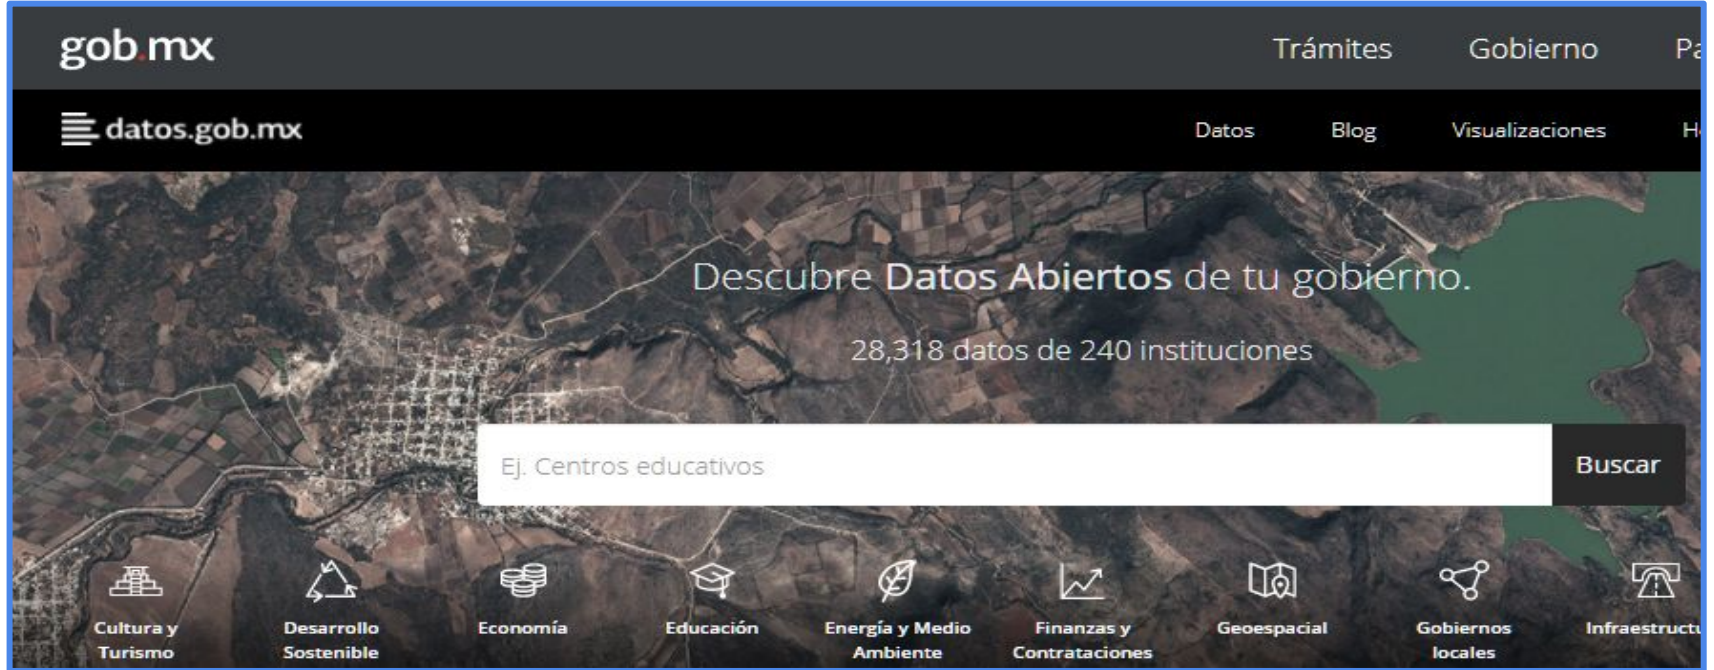 gob.mx
Trámites Gobierno
datos.gob.mx
Datos Blog Visualizaciones
Descubre Datos Abiertos de tu gobierno.
28,318 datos de 240 instituciones
Ej. Centros educativos
Buscar
Cultura y
Turismo
Desarrollo
Sostenible
Economía
Educación
Energía y Medio
Ambiente
Finanzas y
Contrataciones
Geoespacial
Gobiernos
locales